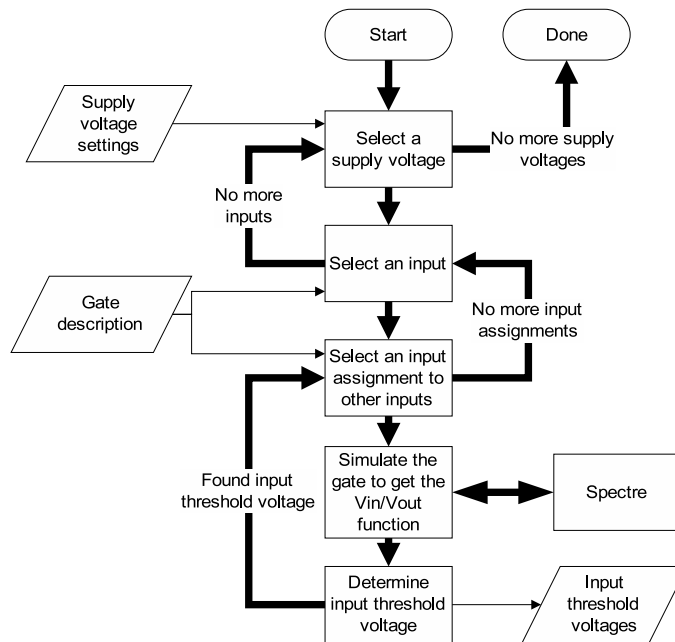 Start
Done
Supply
voltage
settings
Select a
supply voltage
No more supply
voltages
No more
inputs
Select an input
Gate
description
No more input
assignments
Select an input
assignment to
other inputs
Found input
threshold voltage
Simulate the
gate to get the
Vin/Vout
function
Spectre
Determine
input threshold
voltage
Input
threshold
voltages